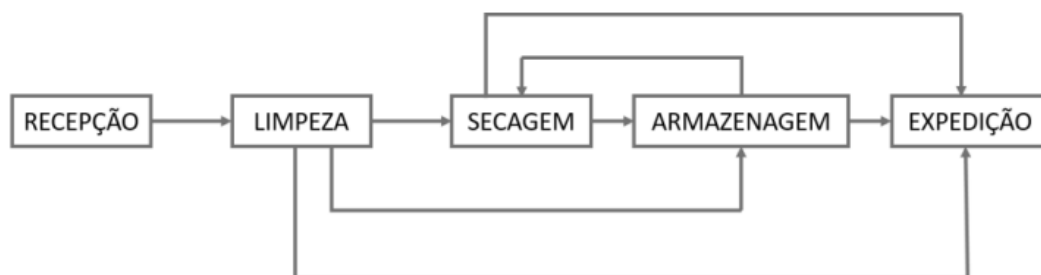 RECEPÇÃO
LIMPEZA
SECAGEM
ARMAZENAGEM
EXPEDIÇÃO